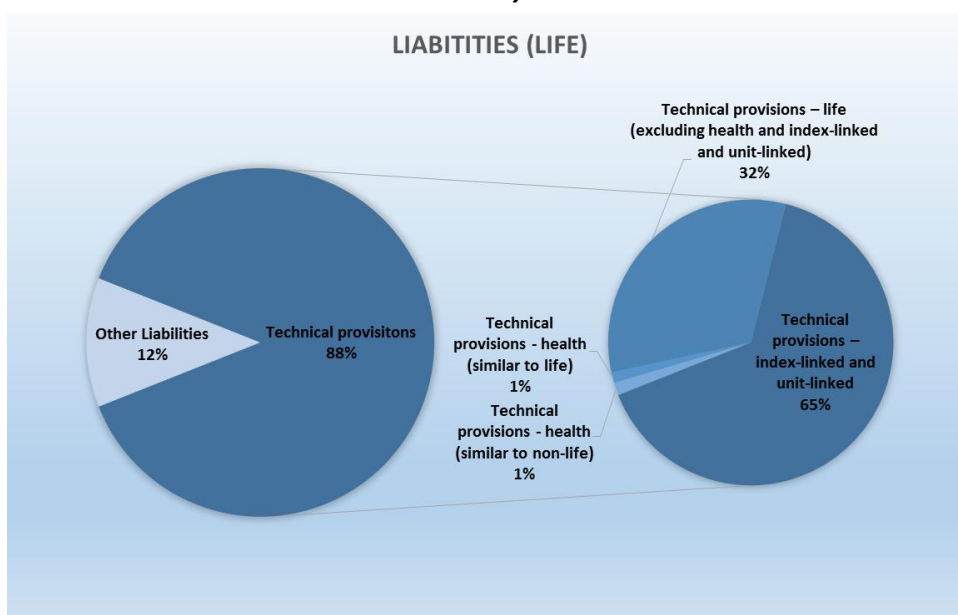 LIABITITIES (LIFE)
Technical provisions – life
(excluding health and index-linked
and unit-linked)
32%
Other Liabilities
12%
Technical provisitons
88%
Technical
provisions - health
(similar to life)
1%
Technical
provisions - health
(similar to non-life)
1%
Technical
provisions –
index-linked and
unit-linked
65%